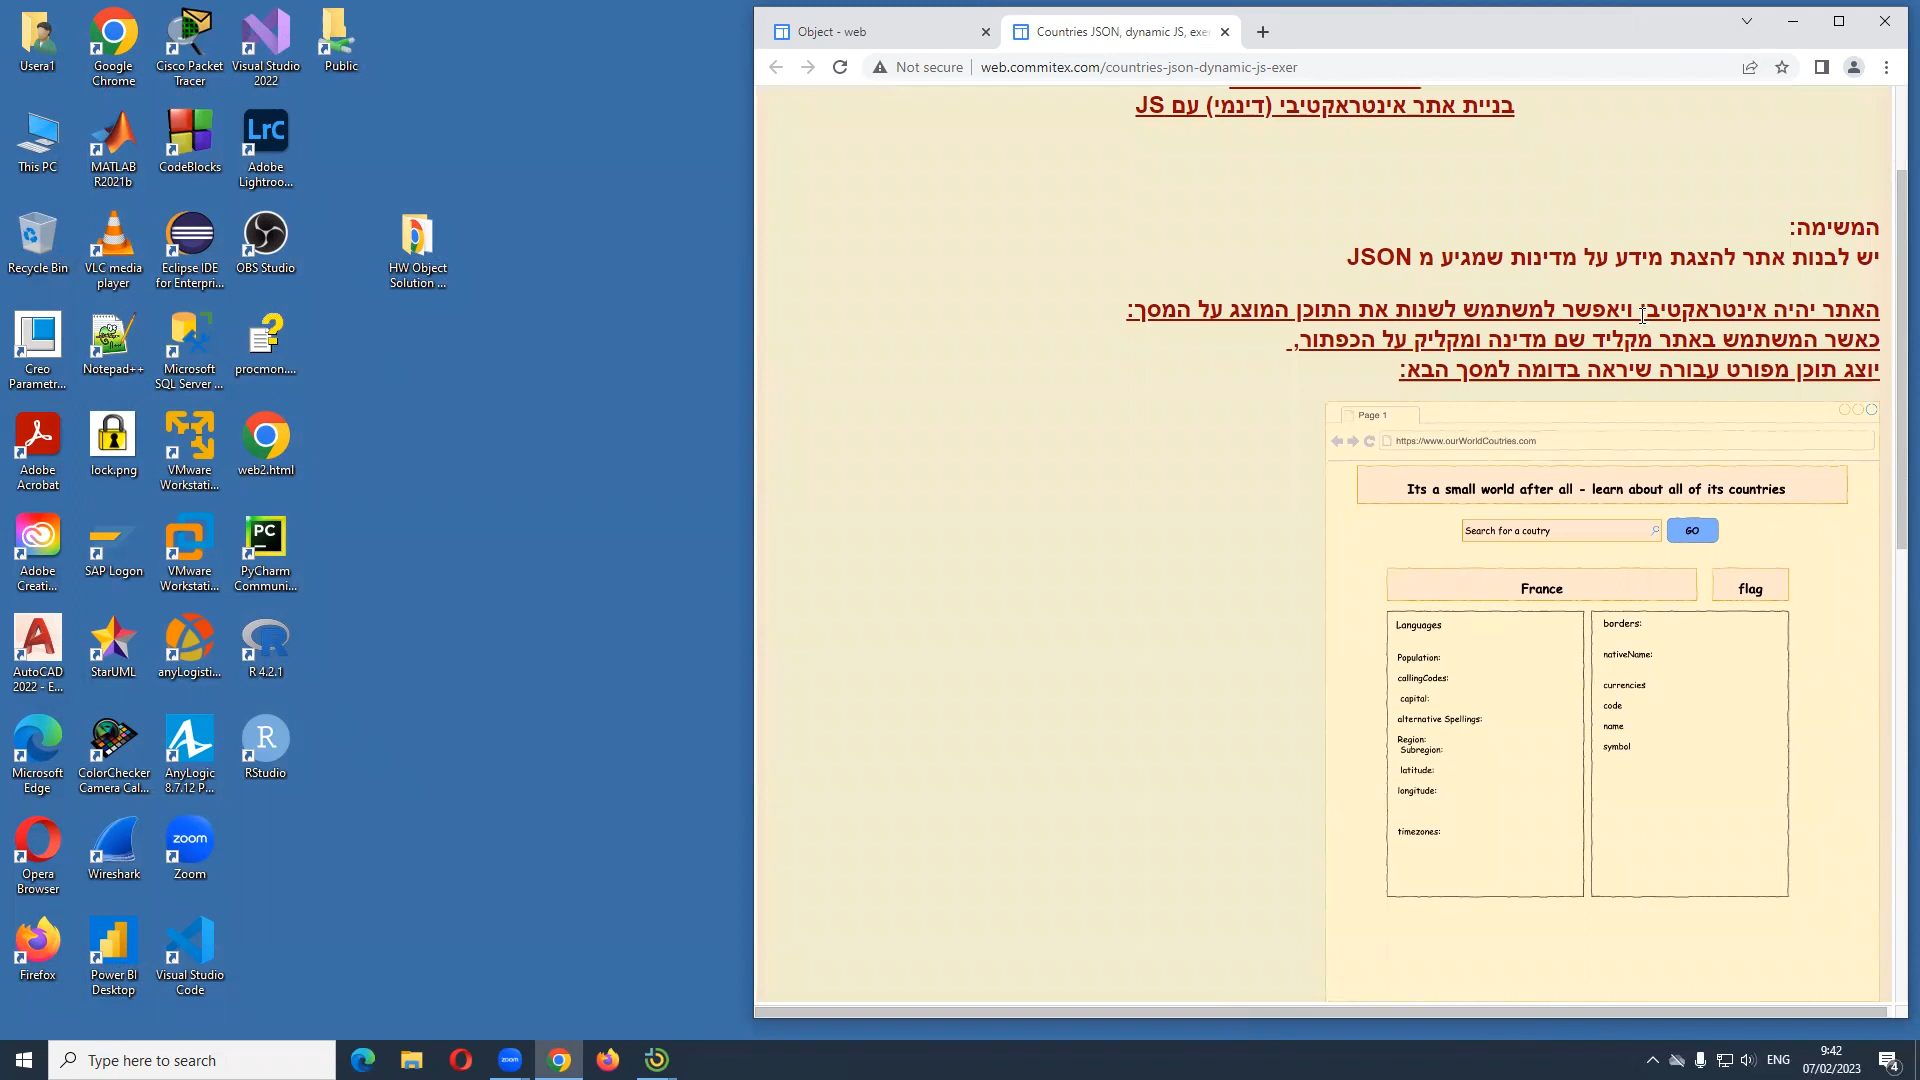 Usera1
Google
Chrome
Cisco Packet
Tracer
Visual Studio
2022
Public
This PC
MATLAB
R2021b
CodeBlocks
Adobe
Lightroo...
Recycle Bin
VLC media
player
Eclipse IDE
for Enterpri...
OBS Studio
HW Object
Solution ...
Creo
Parametr...
Notepad++
Microsoft
SQL Server ...
procmon....
Adobe
Acrobat
lock.png
VMware
Workstati...
web2.html
Adobe
Creati...
SAP Logon
VMware
Workstati...
PyCharm
Communi...
AutoCAD
2022 - E...
StarUML
anyLogisti...
R 4.2.1
Microsoft
Edge
ColorChecker
Camera Cal...
AnyLogic
8.7.12 P...
RStudio
Opera
Browser
Wireshark
Zoom
Firefox
Power BI
Desktop
Visual Studio
Code
LrC
PC
zoom
R
Object - web
Countries JSON, dynamic JS, exer
Not secure
web.commitex.com/countries-json-dynamic-js-exer
בניית אתר אינטראקטיבי (דינמי) עם JS
המשימה:
יש לבנות אתר להצגת מידע על מדינות שמגיע מ JSON
האתר יהיה אינטראקטיבי ויאפשר למשתמש לשנות את התוכן המוצג על המסך:
כאשר המשתמש באתר מקליד שם מדינה ומקליק על הכפתור,
יוצג תוכן מפורט עבורה שיראה בדומה למסך הבא:
Page 1
https://www.ourWorldCoutries.com
Its a small world after all - learn about all of its countries
Search for a coutry
GO
France
flag
Languages
Population:
callingCodes:
capital:
alternative Spellings:
Region:
Subregion:
latitude:
longitude:
timezones:
borders:
nativeName:
currencies
code
name
symbol
Type here to search
zoom
ENG
9:42
07/02/2023
4